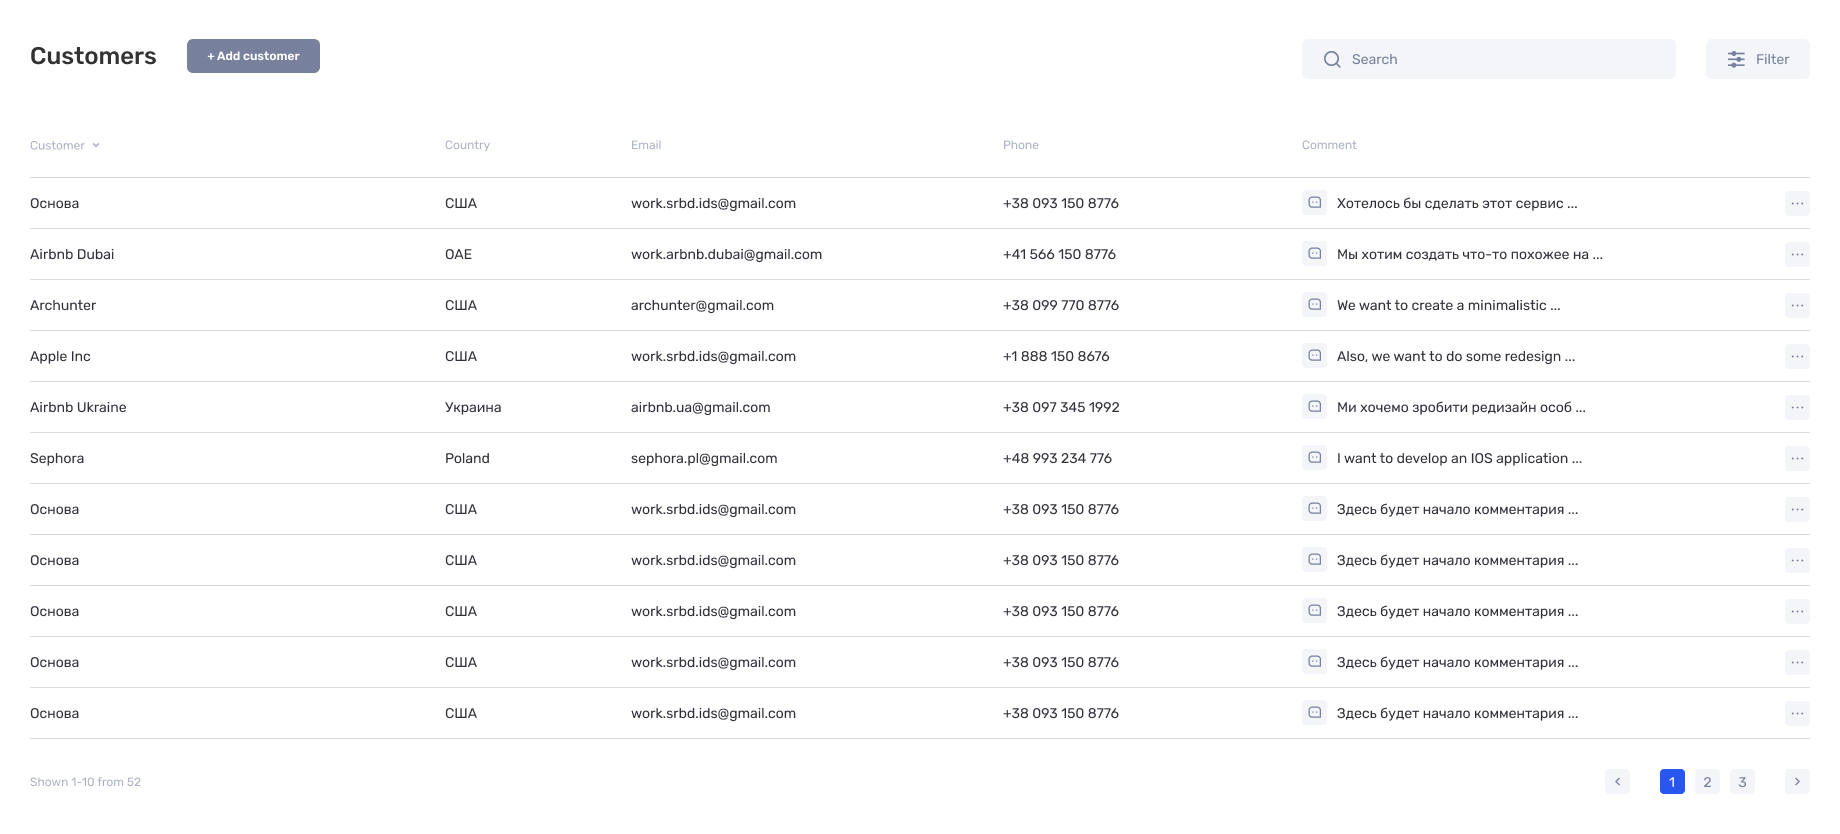 Customers + Add customer Search Filter
Customer Country Email Phone Comment
Основа США work.srbd.ids@gmail.com +38 093 150 8776 Хотелось бы сделать этот сервис ...
Airbnb Dubai ОАЕ work.arbnb.dubai@gmail.com +41 566 150 8776 Мы хотим создать что-то похожее на ...
Archunter США archunter@gmail.com +38 099 770 8776 We want to create a minimalistic ...
Apple Inc США work.srbd.ids@gmail.com +1 888 150 8676 Also, we want to do some redesign ...
Airbnb Ukraine Украина airbnb.ua@gmail.com +38 097 345 1992 Ми хочемо зробити редизайн особ ...
Sephora Poland sephora.pl@gmail.com +48 993 234 776 I want to develop an IOS application ...
Основа США work.srbd.ids@gmail.com +38 093 150 8776 Здесь будет начало комментария ...
Основа США work.srbd.ids@gmail.com +38 093 150 8776 Здесь будет начало комментария ...
Основа США work.srbd.ids@gmail.com +38 093 150 8776 Здесь будет начало комментария ...
Основа США work.srbd.ids@gmail.com +38 093 150 8776 Здесь будет начало комментария ...
Основа США work.srbd.ids@gmail.com +38 093 150 8776 Здесь будет начало комментария ...
Shown 1-10 from 52 1 2 3